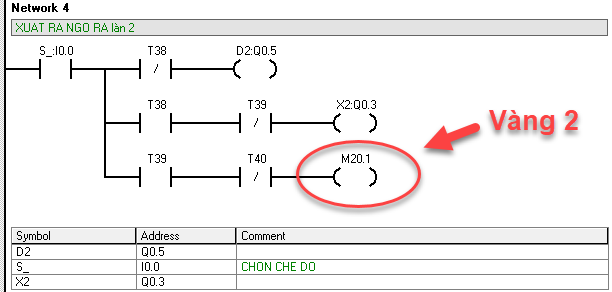 Network 4
XUAT RA NGO RA làn 2
S_:I0.0 T38 D2:Q0.5
/
T38 T39 X2:Q0.3
/
Vàng 2
T39 T40 M20.1
/
Symbol Address Comment
D2 Q0.5
S_ I0.0 CHON CHE DO
X2 Q0.3